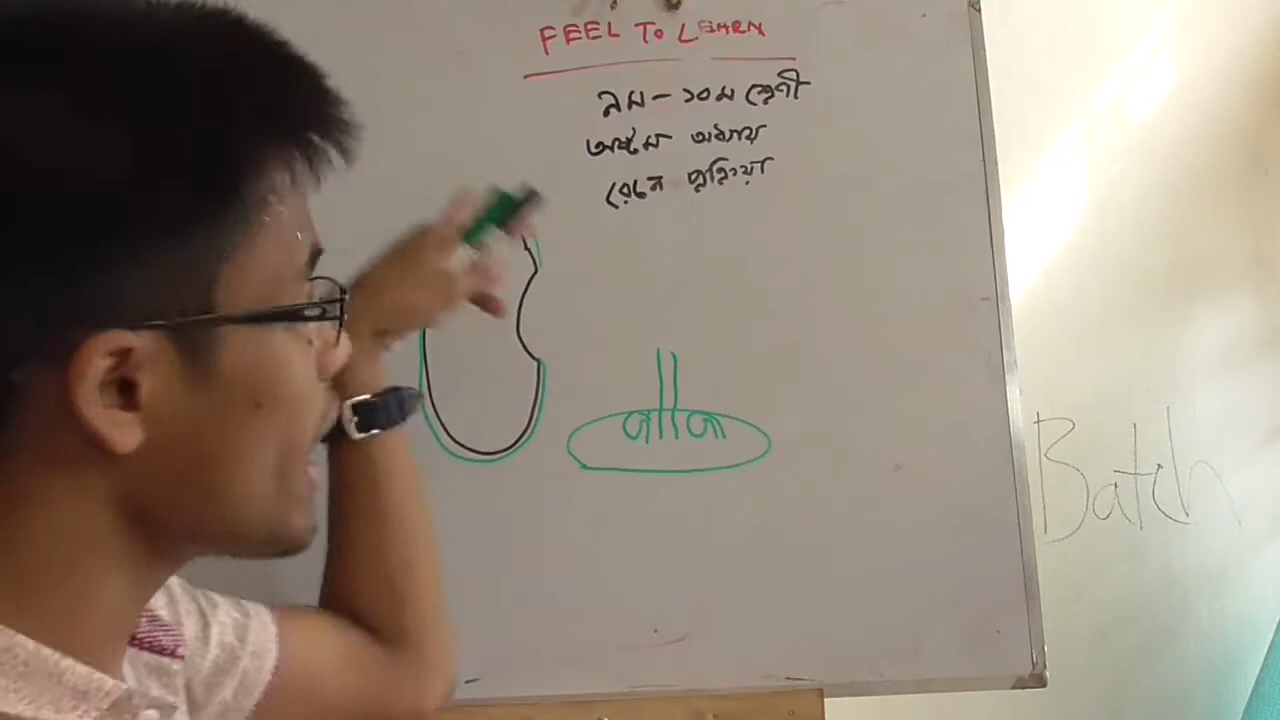 FEEL To LEARN
৯ম - ১০ম শ্রেণী
অষ্টম অধ্যায়
রেচন প্রক্রিয়া
Batch